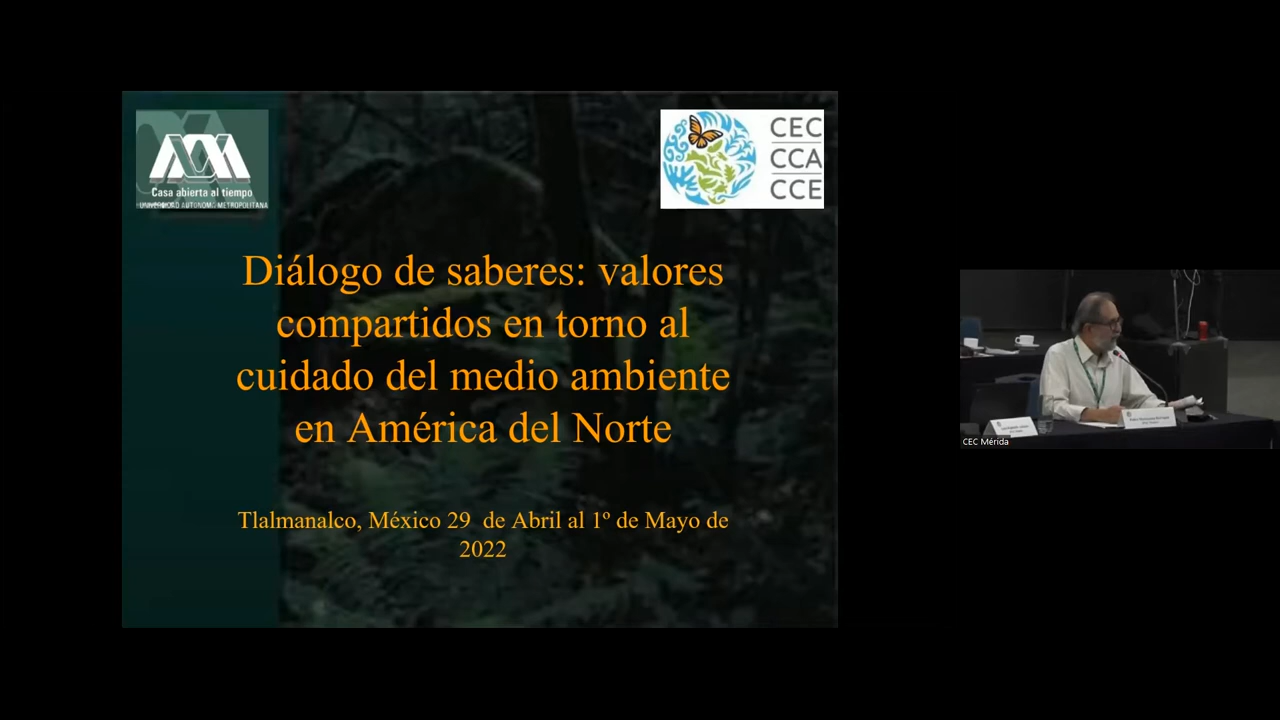 Casa abierta al tiempo
UNIVERSIDAD AUTONOMA METROPOLITANA
CEC
CCA
CCE
Diálogo de saberes: valores
compartidos en torno al
cuidado del medio ambiente
en América del Norte
Tlalmanalco, México 29 de Abril al 1º de Mayo de
2022
CEC Mérida